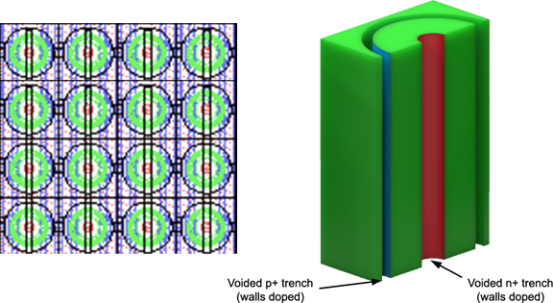 Voided p+ trench
(walls doped)
Voided n+ trench
(walls doped)